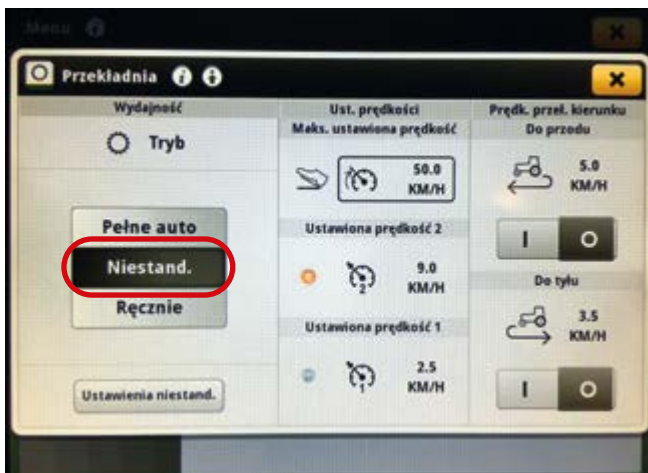 Menu
Przekładnia
Wydajność
Tryb
Pełne auto
Niestand.
Ręcznie
Ustawienia niestand.
Ust. prędkości
Maks. ustawiona prędkość
50.0
KM/H
Ustawiona prędkość 2
2
9.0
KM/H
Ustawiona prędkość 1
1
2.5
KM/H
Prędk. przeł. kierunku
Do przodu
5.0
KM/H
I O
Do tyłu
3.5
KM/H
I O